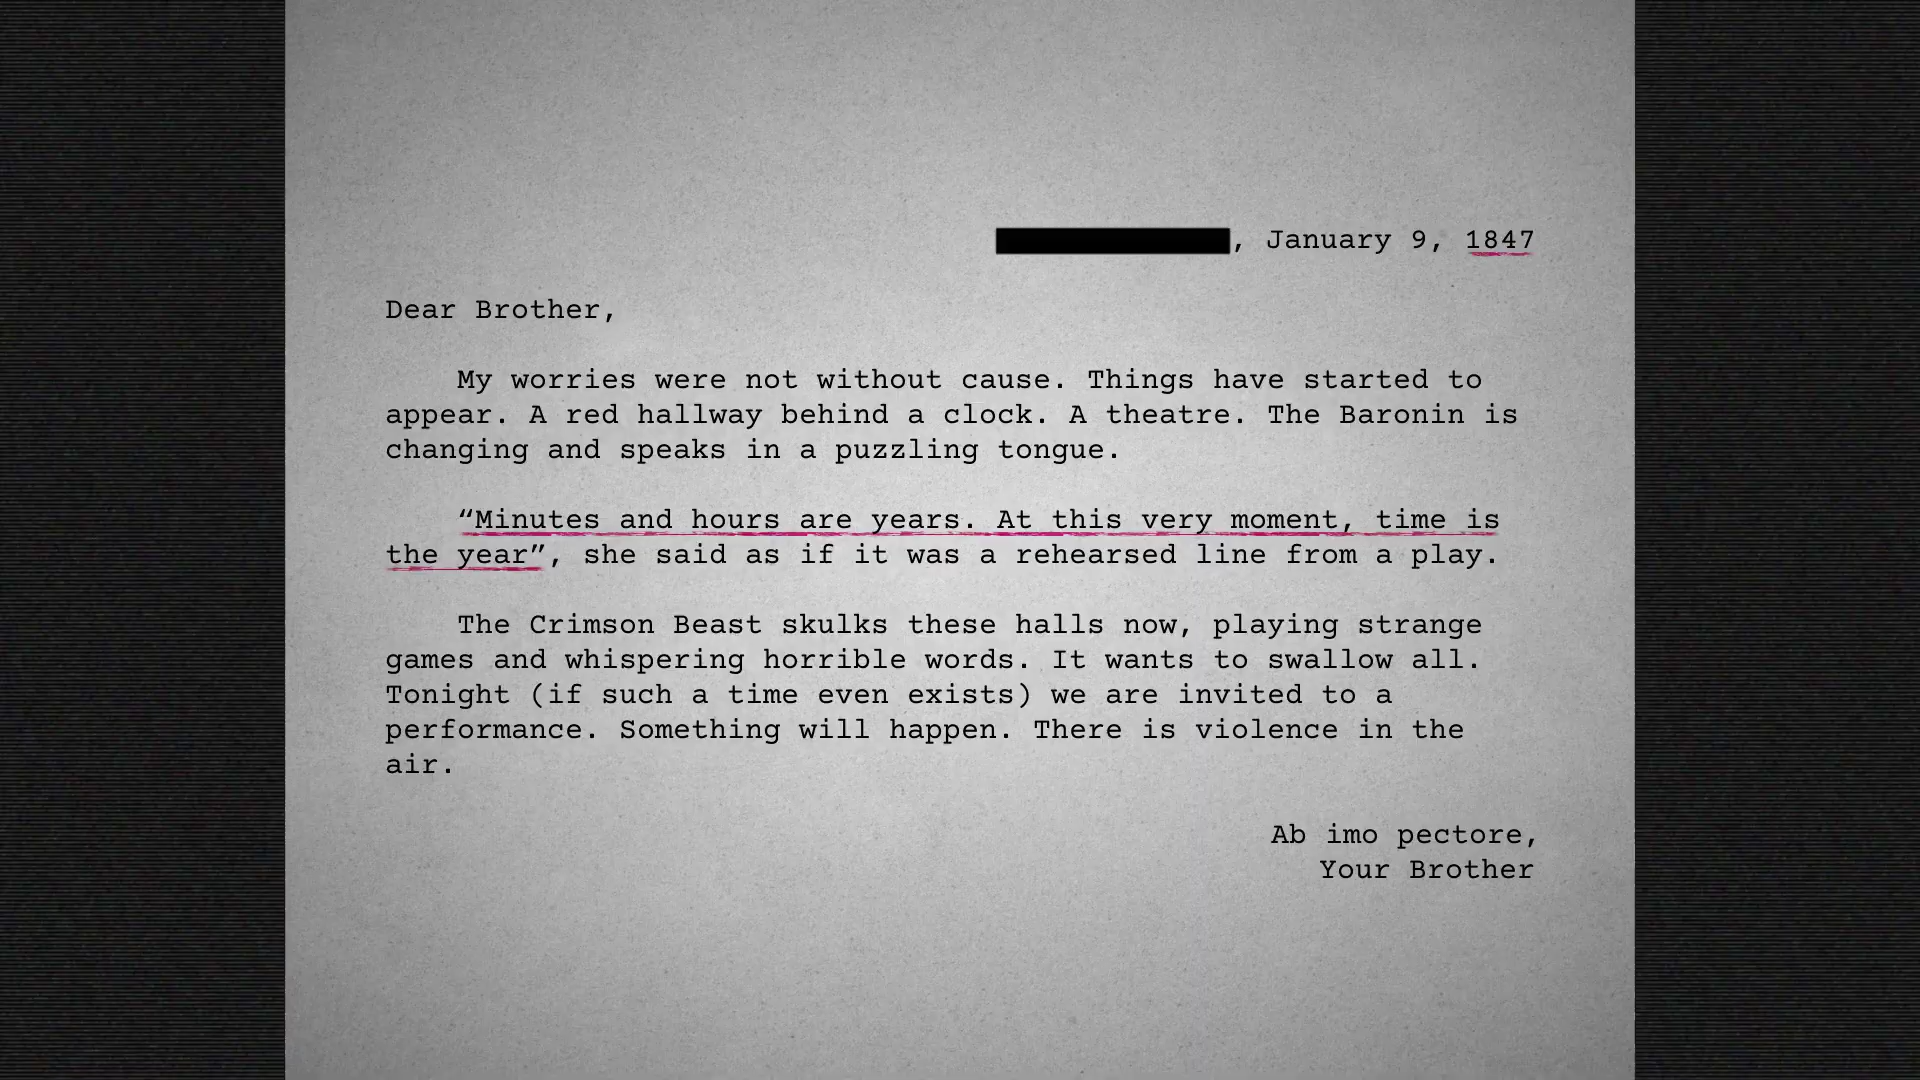 , January 9, 1847
Dear Brother,
My worries were not without cause. Things have started to
appear. A red hallway behind a clock. A theatre. The Baronin is
changing and speaks in a puzzling tongue.
“Minutes and hours are years. At this very moment, time is
the year”, she said as if it was a rehearsed line from a play.
The Crimson Beast skulks these halls now, playing strange
games and whispering horrible words. It wants to swallow all.
Tonight (if such a time even exists) we are invited to a
performance. Something will happen. There is violence in the
air.
Ab imo pectore,
Your Brother